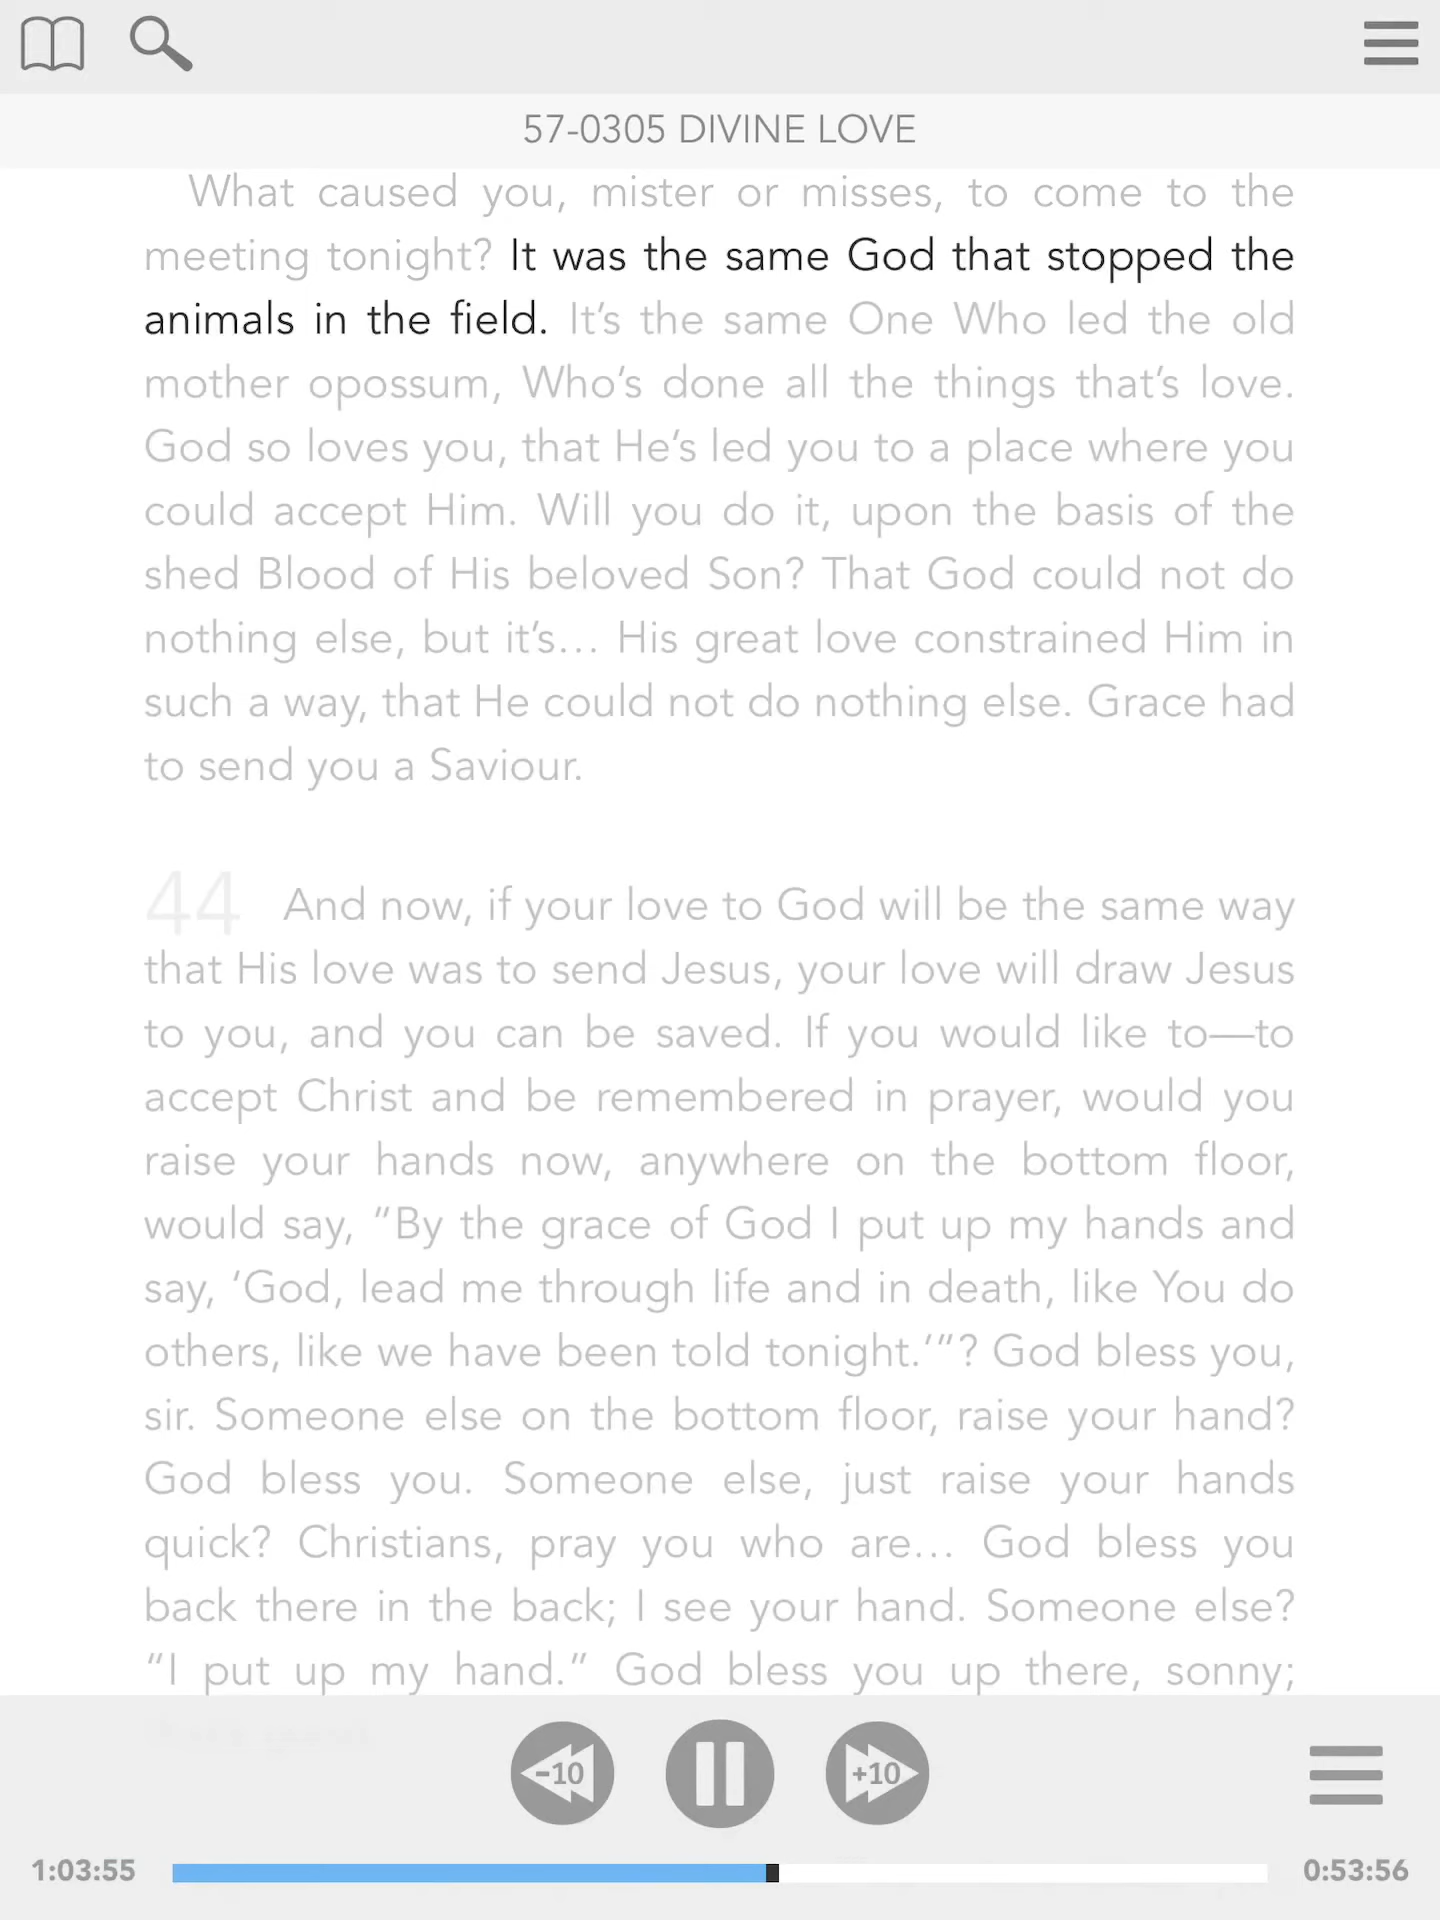 57-0305 DIVINE LOVE
What caused you, mister or misses, to come to the
meeting tonight? It was the same God that stopped the
animals in the field. It’s the same One Who led the old
mother opossum, Who’s done all the things that’s love.
God so loves you, that He’s led you to a place where you
could accept Him. Will you do it, upon the basis of the
shed Blood of His beloved Son? That God could not do
nothing else, but it’s… His great love constrained Him in
such a way, that He could not do nothing else. Grace had
to send you a Saviour.
44 And now, if your love to God will be the same way
that His love was to send Jesus, your love will draw Jesus
to you, and you can be saved. If you would like to—to
accept Christ and be remembered in prayer, would you
raise your hands now, anywhere on the bottom floor,
would say, “By the grace of God I put up my hands and
say, ‘God, lead me through life and in death, like You do
others, like we have been told tonight.’”? God bless you,
sir. Someone else on the bottom floor, raise your hand?
God bless you. Someone else, just raise your hands
quick? Christians, pray you who are… God bless you
back there in the back; I see your hand. Someone else?
“I put up my hand.” God bless you up there, sonny;
-10 +10
1:03:55 0:53:56